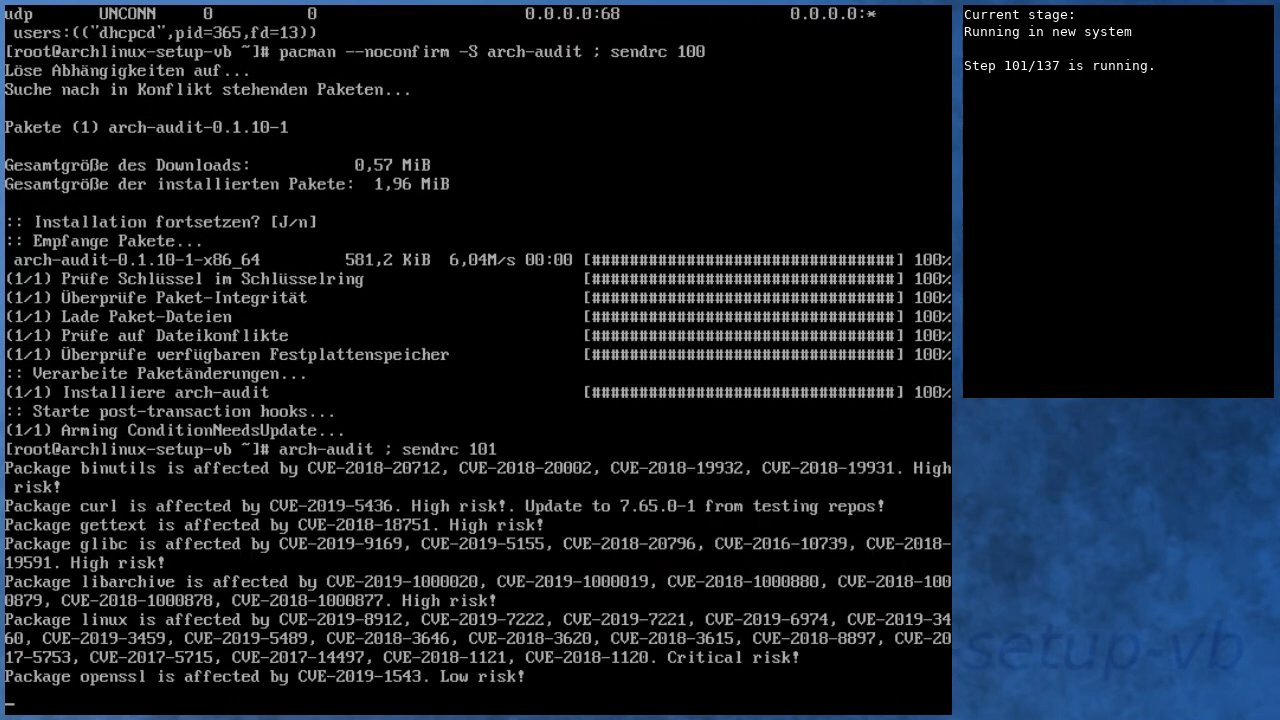 udp       UNCONN     0          0                      0.0.0.0:68                  0.0.0.0:*
 users:(("dhcpcd",pid=365,fd=13))
[root@archlinux-setup-vb ~]# pacman --noconfirm -S arch-audit ; sendrc 100
Löse Abhängigkeiten auf...
Suche nach in Konflikt stehenden Paketen...
Pakete (1) arch-audit-0.1.10-1
Gesamtgröße des Downloads:           0,57 MiB
Gesamtgröße der installierten Pakete:  1,96 MiB
:: Installation fortsetzen? [J/n]
:: Empfange Pakete...
 arch-audit-0.1.10-1-x86_64         581,2 KiB  6,04M/s 00:00 [################################] 100%
(1/1) Prüfe Schlüssel im Schlüsselring                       [################################] 100%
(1/1) Überprüfe Paket-Integrität                             [################################] 100%
(1/1) Lade Paket-Dateien                                     [################################] 100%
(1/1) Prüfe auf Dateikonflikte                               [################################] 100%
(1/1) Überprüfe verfügbaren Festplattenspeicher              [################################] 100%
:: Verarbeite Paketänderungen...
(1/1) Installiere arch-audit                                 [################################] 100%
:: Starte post-transaction hooks...
(1/1) Arming ConditionNeedsUpdate...
[root@archlinux-setup-vb ~]# arch-audit ; sendrc 101
Package binutils is affected by CVE-2018-20712, CVE-2018-20002, CVE-2018-19932, CVE-2018-19931. High
 risk!
Package curl is affected by CVE-2019-5436. High risk!. Update to 7.65.0-1 from testing repos!
Package gettext is affected by CVE-2018-18751. High risk!
Package glibc is affected by CVE-2019-9169, CVE-2019-5155, CVE-2018-20796, CVE-2016-10739, CVE-2018-
19591. High risk!
Package libarchive is affected by CVE-2019-1000020, CVE-2019-1000019, CVE-2018-1000880, CVE-2018-100
0879, CVE-2018-1000878, CVE-2018-1000877. High risk!
Package linux is affected by CVE-2019-8912, CVE-2019-7222, CVE-2019-7221, CVE-2019-6974, CVE-2019-34
60, CVE-2019-3459, CVE-2019-5489, CVE-2018-3646, CVE-2018-3620, CVE-2018-3615, CVE-2018-8897, CVE-20
17-5753, CVE-2017-5715, CVE-2017-14497, CVE-2018-1121, CVE-2018-1120. Critical risk!
Package openssl is affected by CVE-2019-1543. Low risk!
_
Current stage:
Running in new system
Step 101/137 is running.
setup-vb